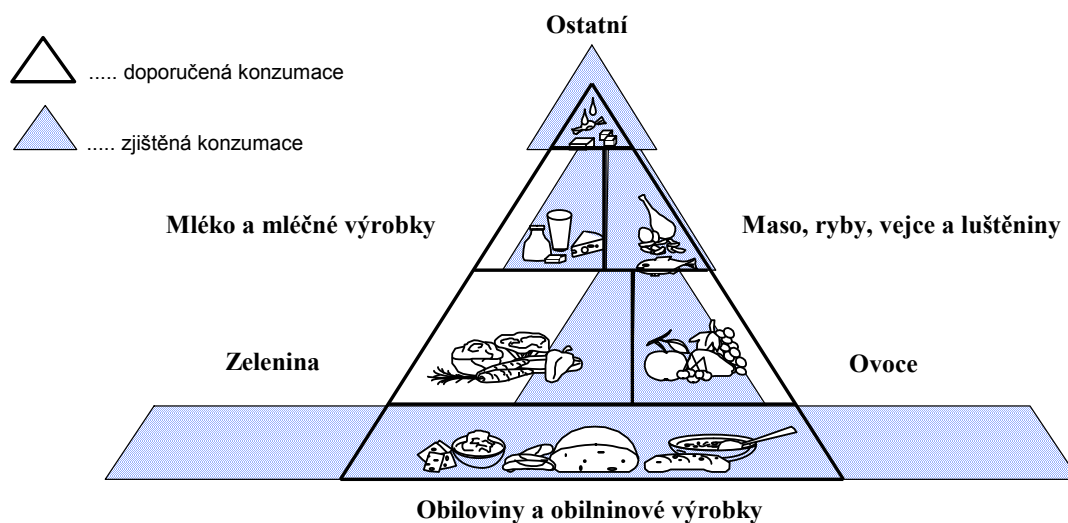 Ostatní
..... doporučená konzumace
..... zjištěná konzumace
Mléko a mléčné výrobky
Maso, ryby, vejce a luštěniny
Zelenina
Ovoce
Obiloviny a obilninové výrobky